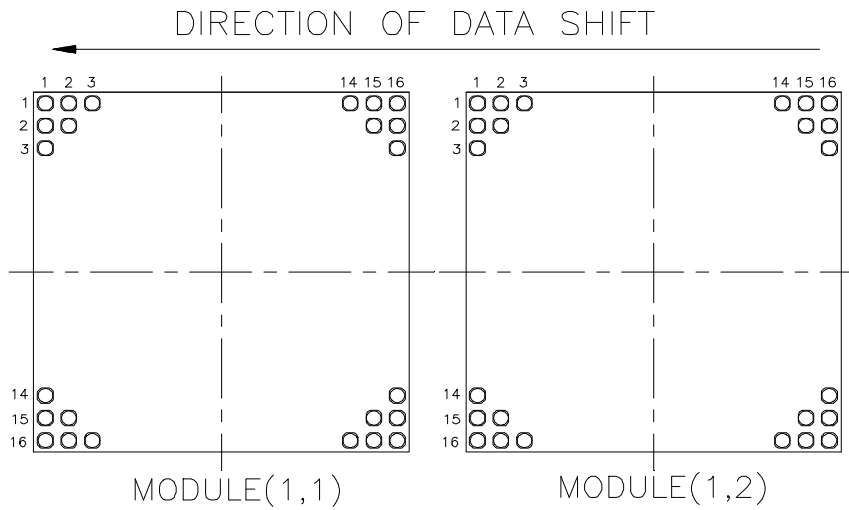 DIRECTION OF DATA SHIFT
1 2 3 14 15 16 1 2 3 14 15 16
1 1
2 2
3 3
14 14
15 15
16 16
MODULE(1,1) MODULE(1,2)